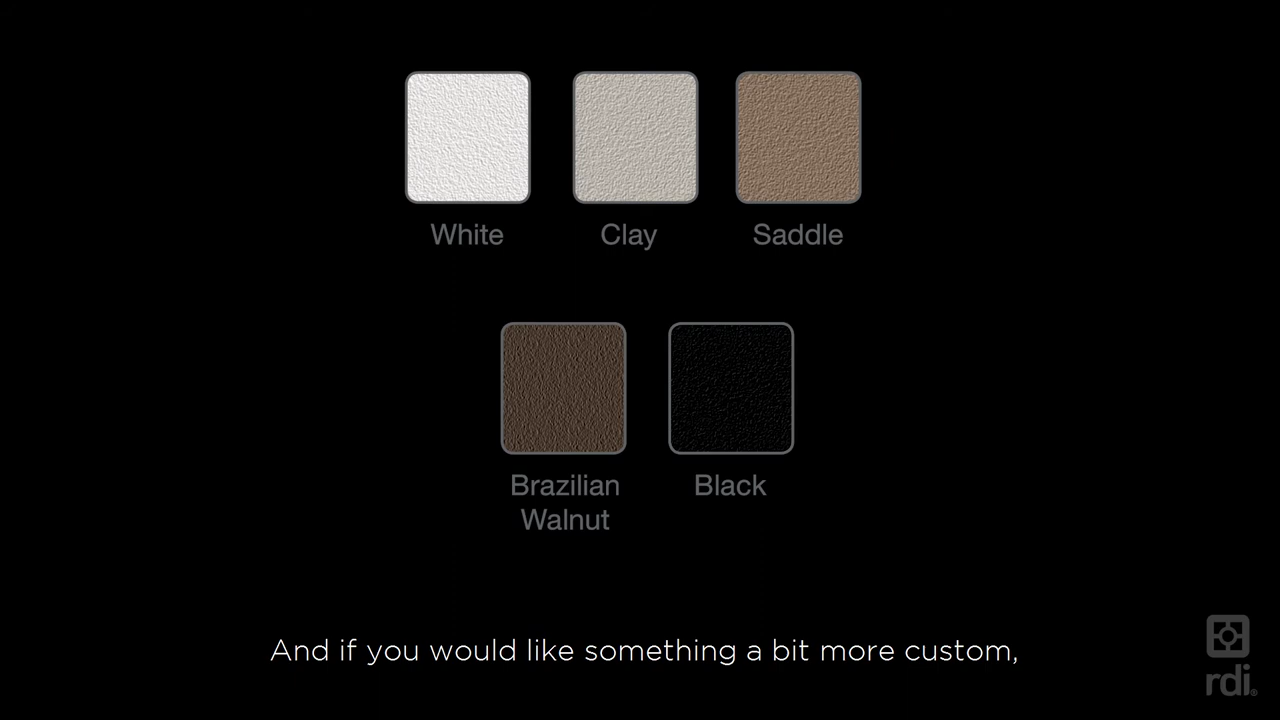 White
Clay
Saddle
Brazilian
Walnut
Black
And if you would like something a bit more custom,
rdi®